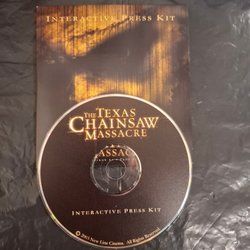 INTERACTIVE PRESS KIT
THE TEXAS
CHAINSAW
MASSACRE
INTERACTIVE PRESS KIT
©2003 New Line Cinema. All Rights Reserved.